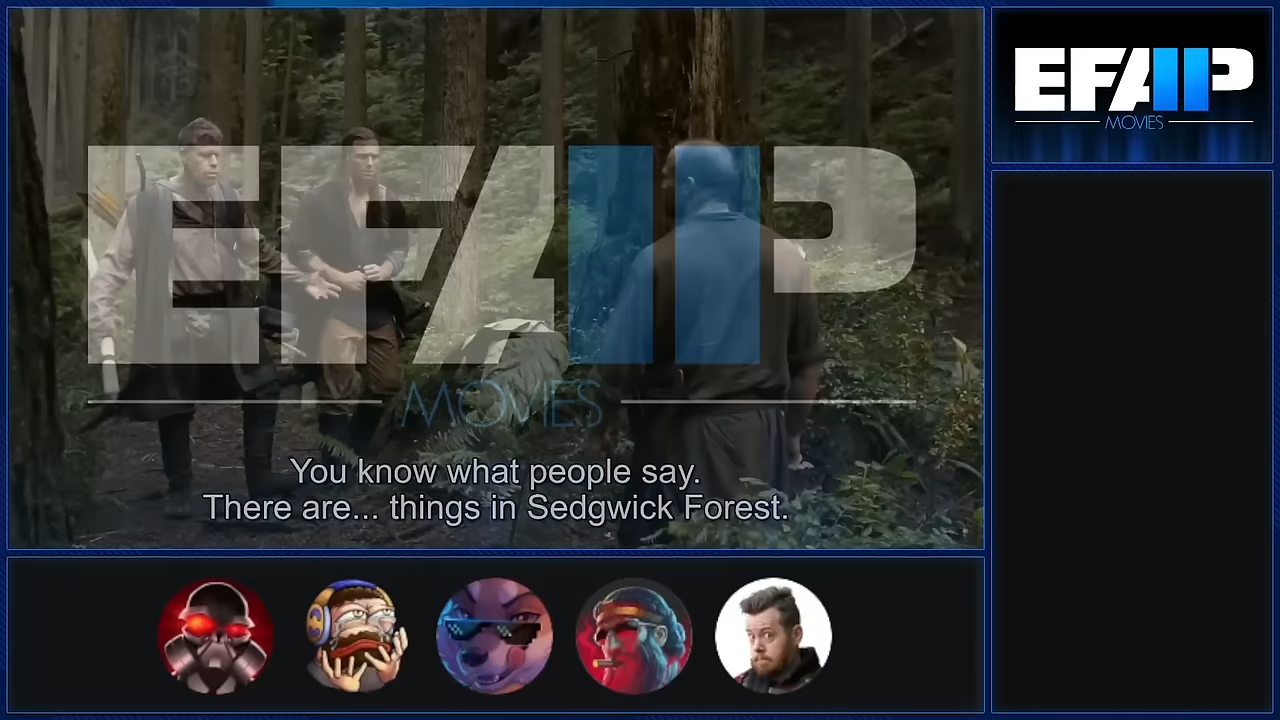 EFAP
MOVIES
You know what people say.
There are... things in Sedgwick Forest.
EFAP
MOVIES